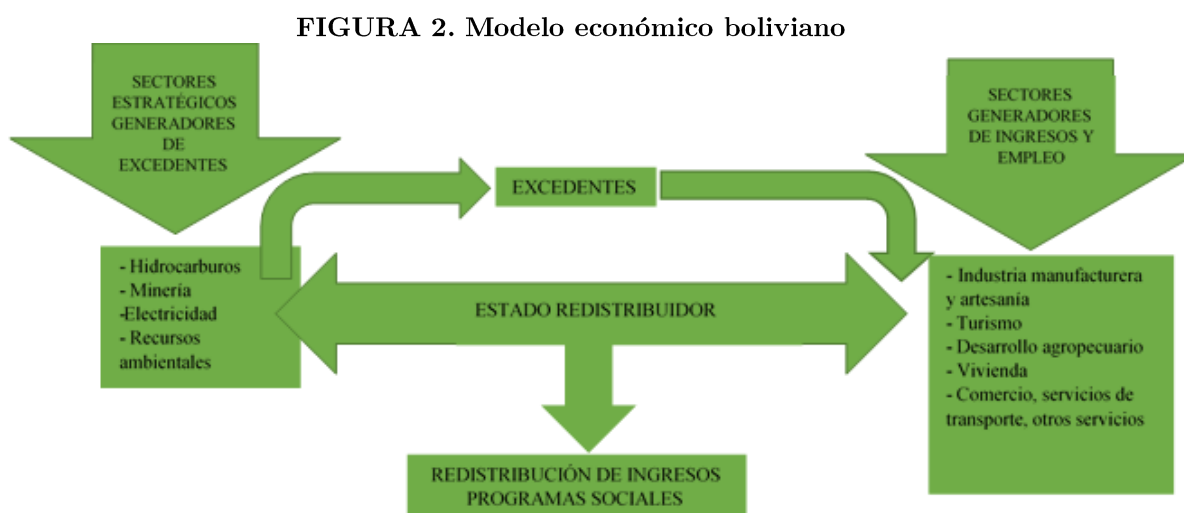 FIGURA 2. Modelo económico boliviano
SECTORES
ESTRATÉGICOS
GENERADORES
DE
EXCEDENTES
SECTORES
GENERADORES
DE INGRESOS Y
EMPLEO
EXCEDENTES
- Hidrocarburos
- Minería
-Electricidad
- Recursos
ambientales
ESTADO REDISTRIBUIDOR
- Industria manufacturera
y artesanía
- Turismo
- Desarrollo agropecuario
- Vivienda
- Comercio, servicios de
transporte, otros servicios
REDISTRIBUCIÓN DE INGRESOS
PROGRAMAS SOCIALES